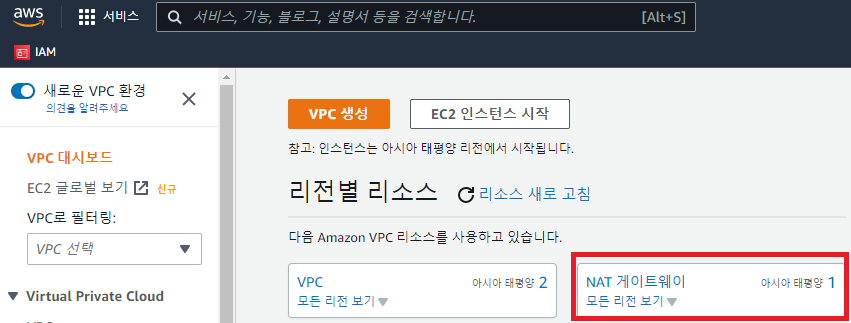 aws
서비스
서비스, 기능, 블로그, 설명서 등을 검색합니다.
[Alt+S]
IAM
새로운 VPC 환경
의견을 알려주세요
VPC 대시보드
EC2 글로벌 보기 신규
VPC로 필터링:
VPC 선택
Virtual Private Cloud
VPC 생성
EC2 인스턴스 시작
참고: 인스턴스는 아시아 태평양 리전에서 시작됩니다.
리전별 리소스 리소스 새로 고침
다음 Amazon VPC 리소스를 사용하고 있습니다.
VPC 아시아 태평양 2
모든 리전 보기
NAT 게이트웨이 아시아 태평양 1
모든 리전 보기